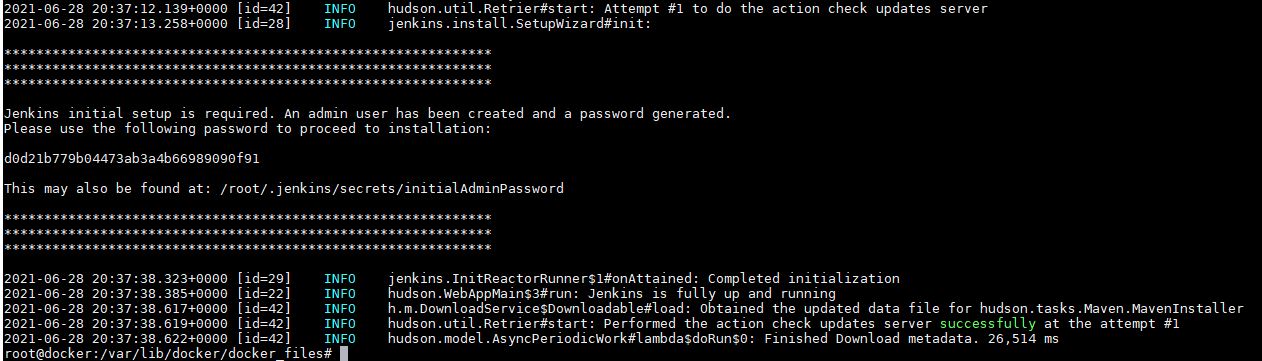 2021-06-28 20:37:12.139+0000 [id=42] INFO hudson.util.Retrier#start: Attempt #1 to do the action check updates server
2021-06-28 20:37:13.258+0000 [id=28] INFO jenkins.install.SetupWizard#init:
*************************************************************
*************************************************************
*************************************************************
Jenkins initial setup is required. An admin user has been created and a password generated.
Please use the following password to proceed to installation:
d0d21b779b04473ab3a4b66989090f91
This may also be found at: /root/.jenkins/secrets/initialAdminPassword
*************************************************************
*************************************************************
*************************************************************
2021-06-28 20:37:38.323+0000 [id=29] INFO jenkins.InitReactorRunner$1#onAttained: Completed initialization
2021-06-28 20:37:38.385+0000 [id=22] INFO hudson.WebAppMain$3#run: Jenkins is fully up and running
2021-06-28 20:37:38.617+0000 [id=42] INFO h.m.DownloadService$Downloadable#load: Obtained the updated data file for hudson.tasks.Maven.MavenInstaller
2021-06-28 20:37:38.619+0000 [id=42] INFO hudson.util.Retrier#start: Performed the action check updates server successfully at the attempt #1
2021-06-28 20:37:38.622+0000 [id=42] INFO hudson.model.AsyncPeriodicWork#lambda$doRun$0: Finished Download metadata. 26,514 ms
root@docker:/var/lib/docker/docker_files#